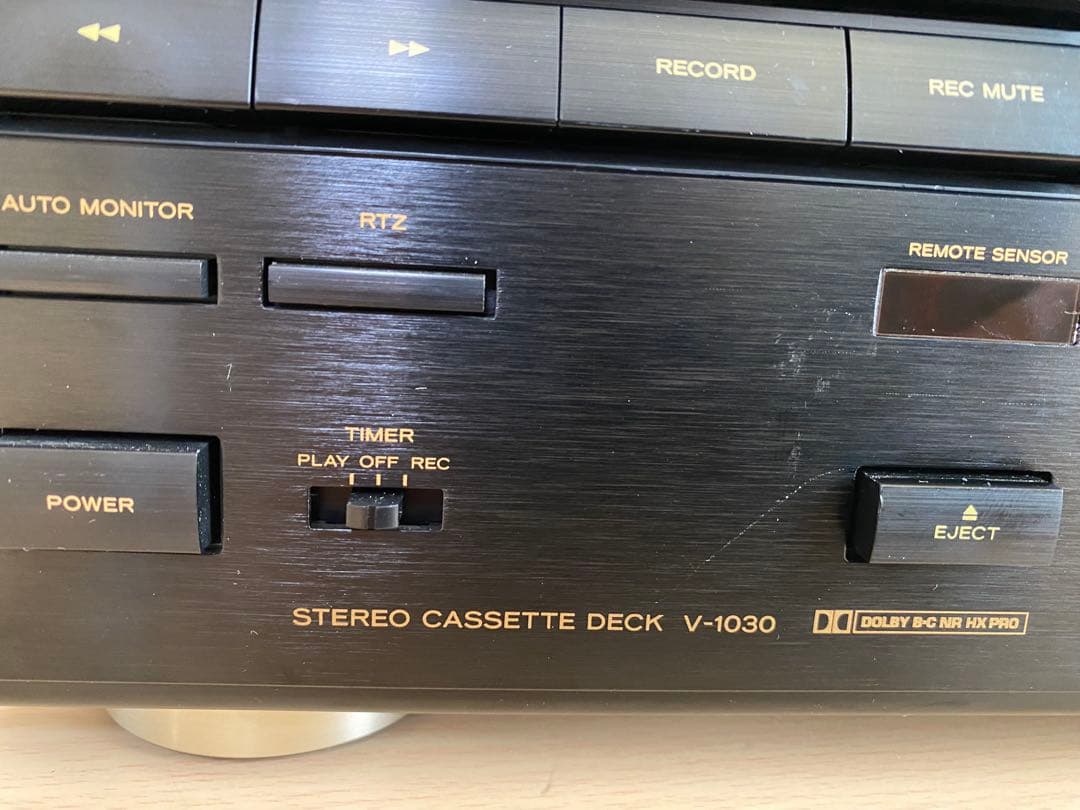 RECORD
REC MUTE
AUTO MONITOR
RTZ
REMOTE SENSOR
TIMER
PLAY OFF REC
POWER
EJECT
STEREO CASSETTE DECK V-1030
DOLBY B-C NR HX PRO